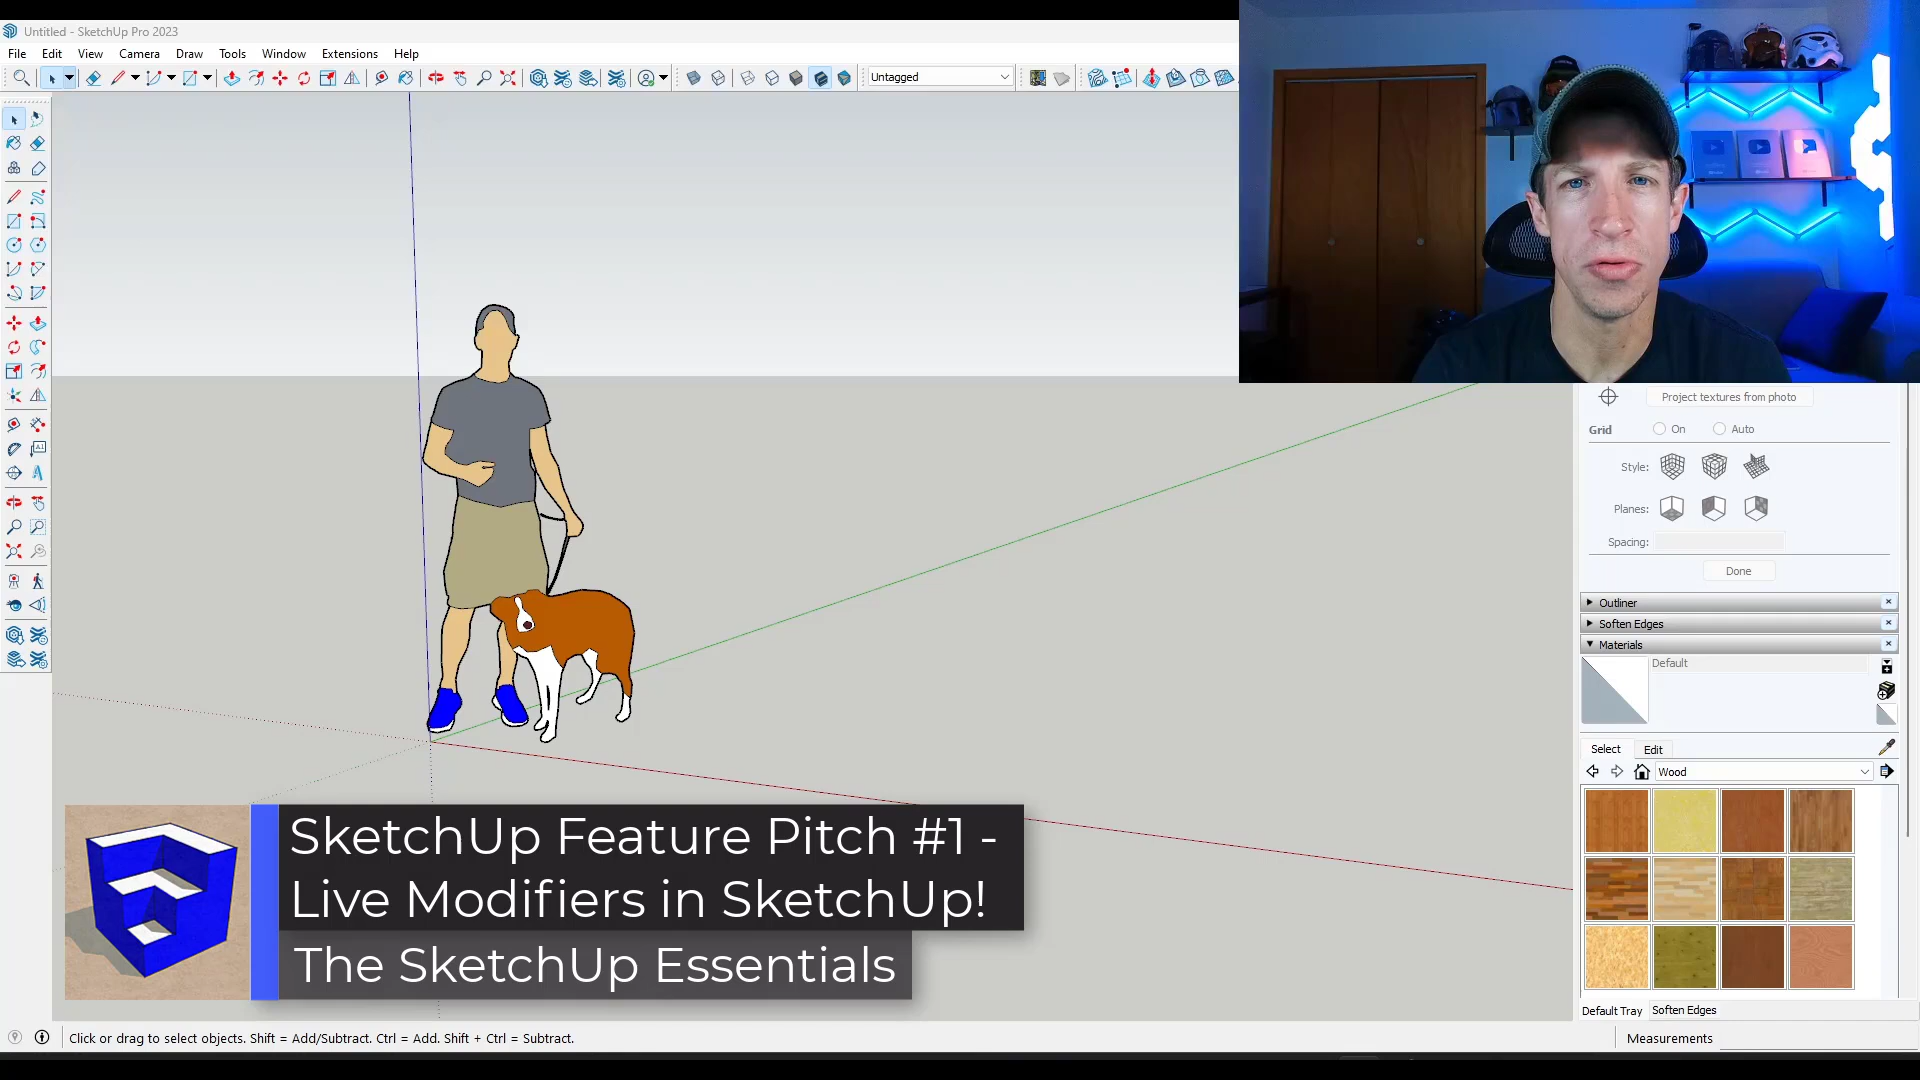 Untitled - SketchUp Pro 2023
File Edit View Camera Draw Tools Window Extensions Help
Untagged
Project textures from photo
Grid On Auto
Style:
Planes:
Spacing:
Done
Outliner
Soften Edges
Materials
Default
Select Edit
Wood
SketchUp Feature Pitch #1 -
Live Modifiers in SketchUp!
The SketchUp Essentials
Default Tray Soften Edges
Click or drag to select objects. Shift = Add/Subtract. Ctrl = Add. Shift + Ctrl = Subtract.
Measurements